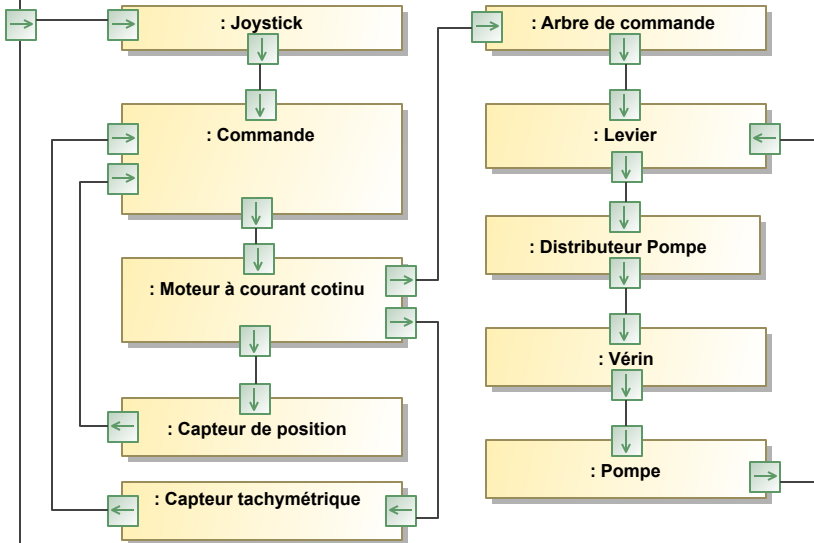 : Joystick
: Commande
: Moteur à courant cotinu
: Capteur de position
: Capteur tachymétrique
: Arbre de commande
: Levier
: Distributeur Pompe
: Vérin
: Pompe